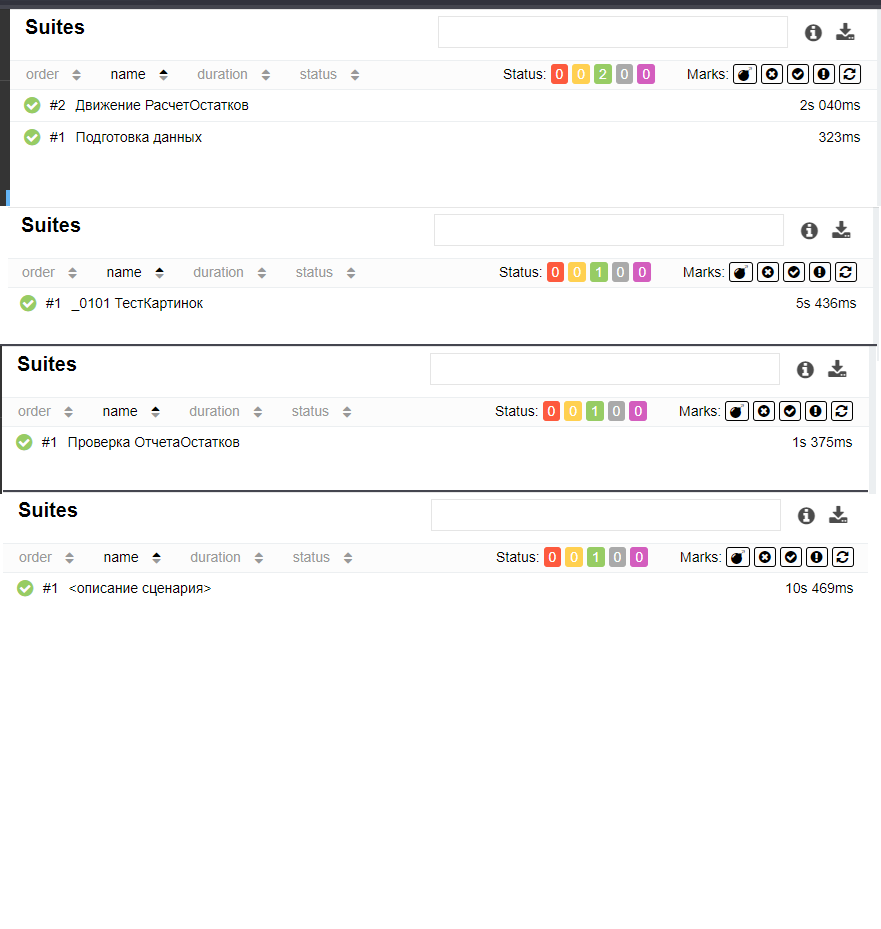 Suites
order name duration status Status: 0 0 2 0 0 Marks:
#2 Движение РасчетОстатков 2s 040ms
#1 Подготовка данных 323ms
Suites
order name duration status Status: 0 0 1 0 0 Marks:
#1 _0101 ТестКартинок 5s 436ms
Suites
order name duration status Status: 0 0 1 0 0 Marks:
#1 Проверка ОтчетаОстатков 1s 375ms
Suites
order name duration status Status: 0 0 1 0 0 Marks:
#1 <описание сценария> 10s 469ms